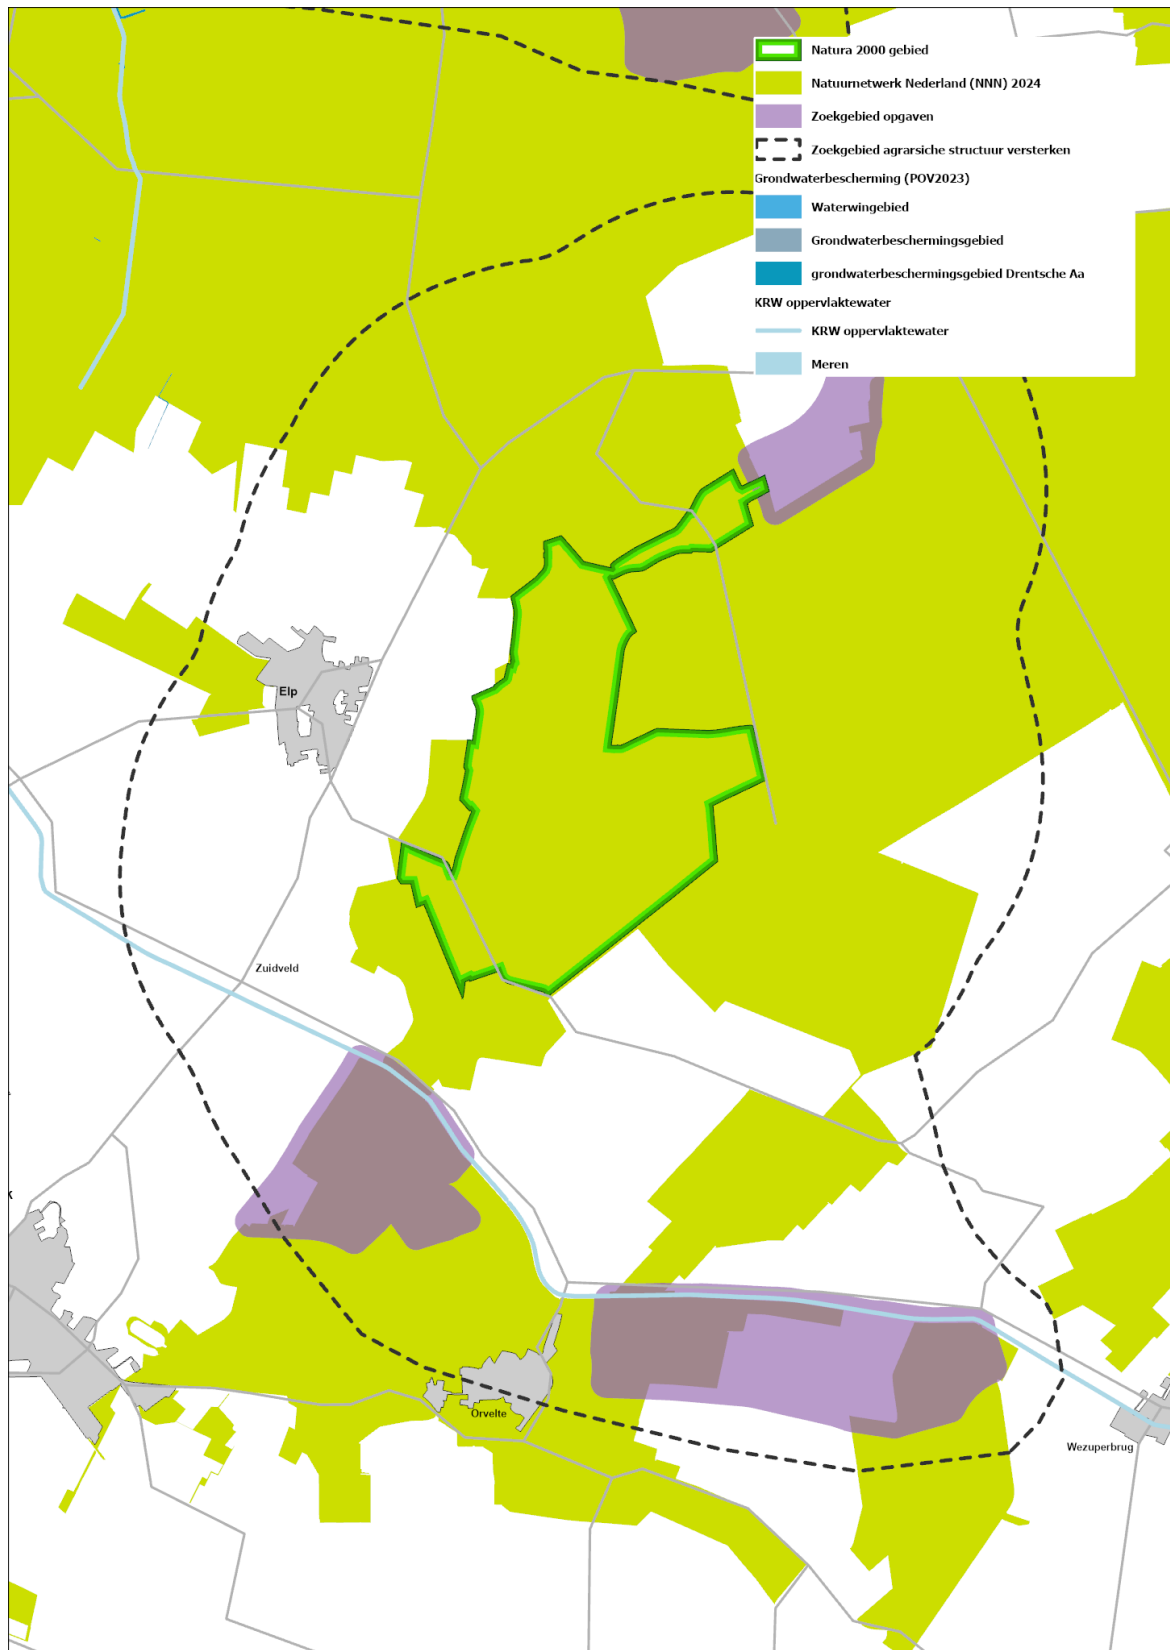 Natura 2000 gebied
Natuurnetwerk Nederland (NNN) 2024
Zoekgebied opgaven
Zoekgebied agrarsiche structuur versterken
Grondwaterbescherming (POV2023)
Waterwingebied
Grondwaterbeschermingsgebied
grondwaterbeschermingsgebied Drentsche Aa
KRW oppervlaktewater
KRW oppervlaktewater
Meren
Elp
Zuidveld
k
Orvelte
Wezuperbrug